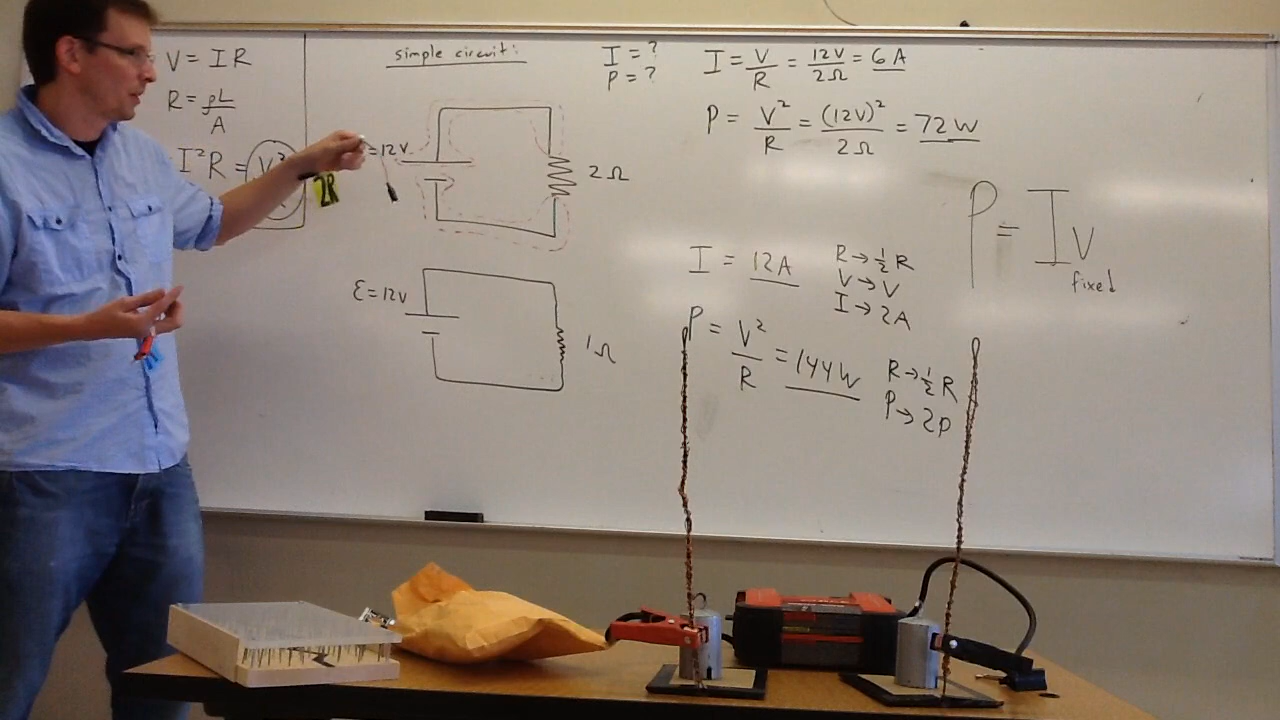 V = IR
R = ρL/A
I²R = V²
2R
simple circuit:
= 12V
2Ω
ℰ = 12V
1Ω
I = ?
P = ?
I = V/R = 12V/2Ω = 6A
P = V²/R = (12V)²/2Ω = 72W
I = 12A
R → ½R
V → V
I → 2A
P = V²/R = 144W
R → ½R
P → 2P
P = IV
fixed